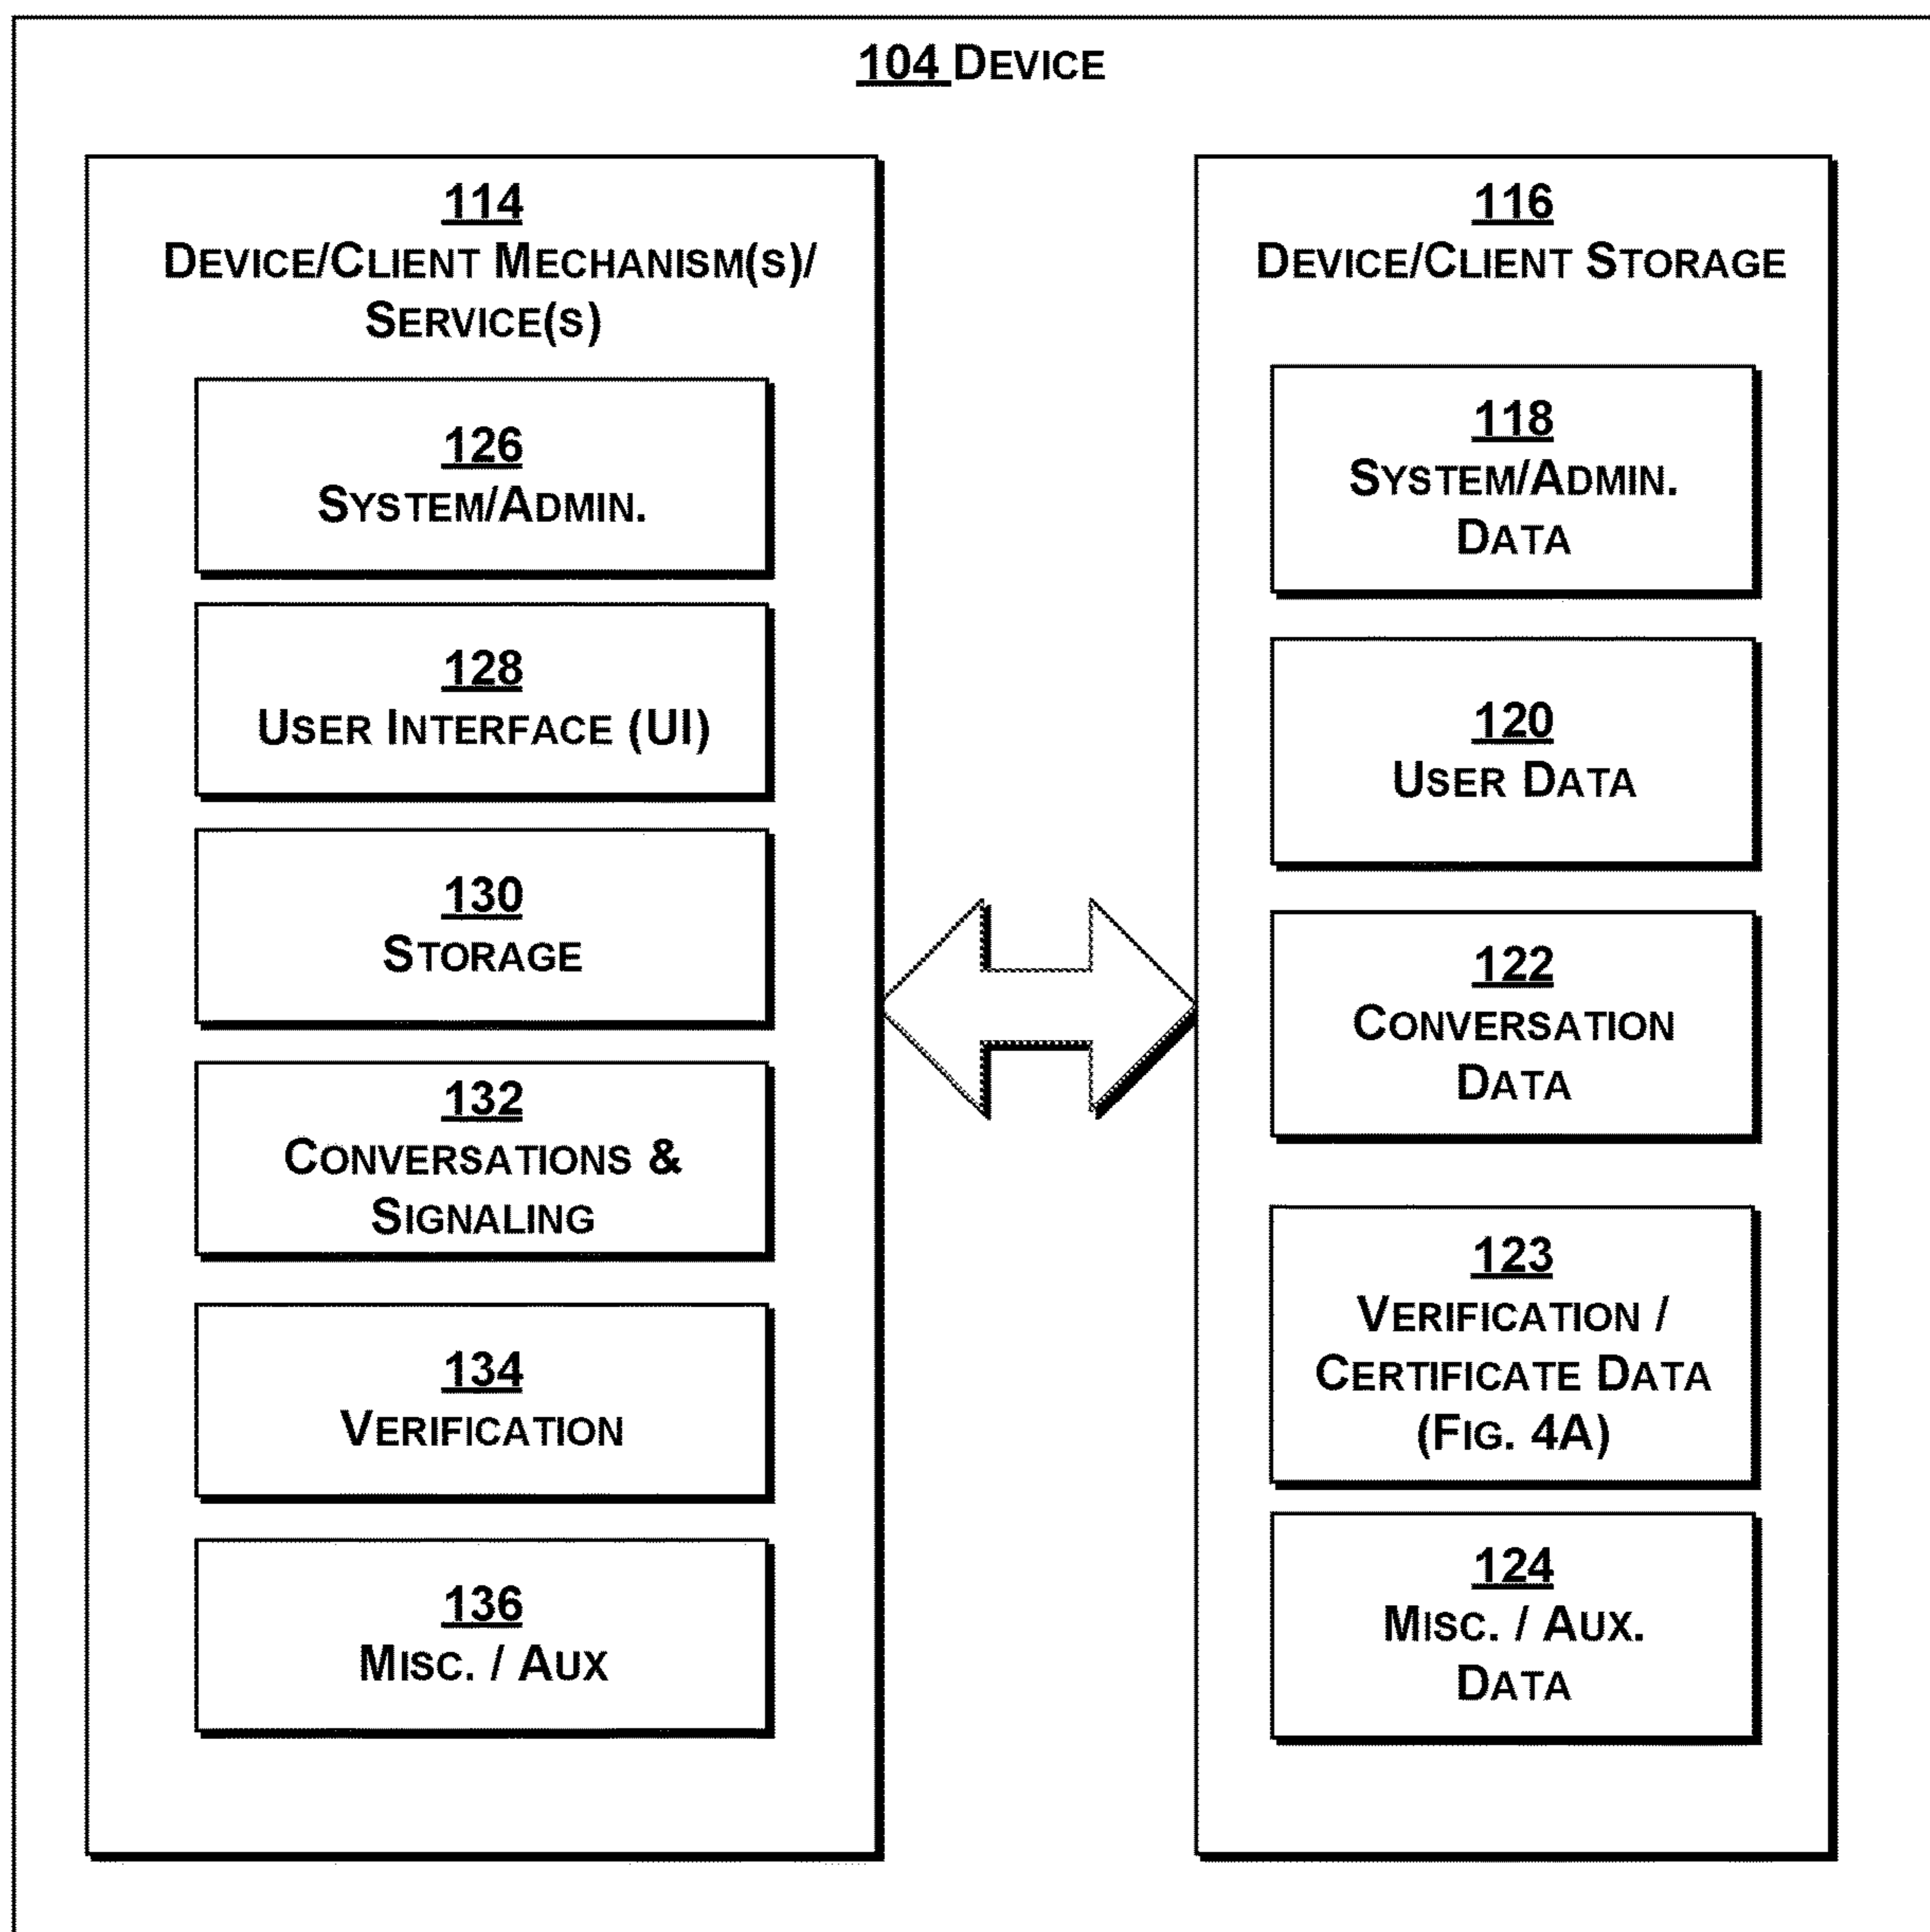 104 DEVICE
114
DEVICE/CLIENT MECHANISM(S)/
SERVICE(S)
126
SYSTEM/ADMIN.
128
USER INTERFACE (UI)
130
STORAGE
132
CONVERSATIONS &
SIGNALING
134
VERIFICATION
136
MISC. / AUX
116
DEVICE/CLIENT STORAGE
118
SYSTEM/ADMIN.
DATA
120
USER DATA
122
CONVERSATION
DATA
123
VERIFICATION /
CERTIFICATE DATA
(FIG. 4A)
124
MISC. / AUX.
DATA